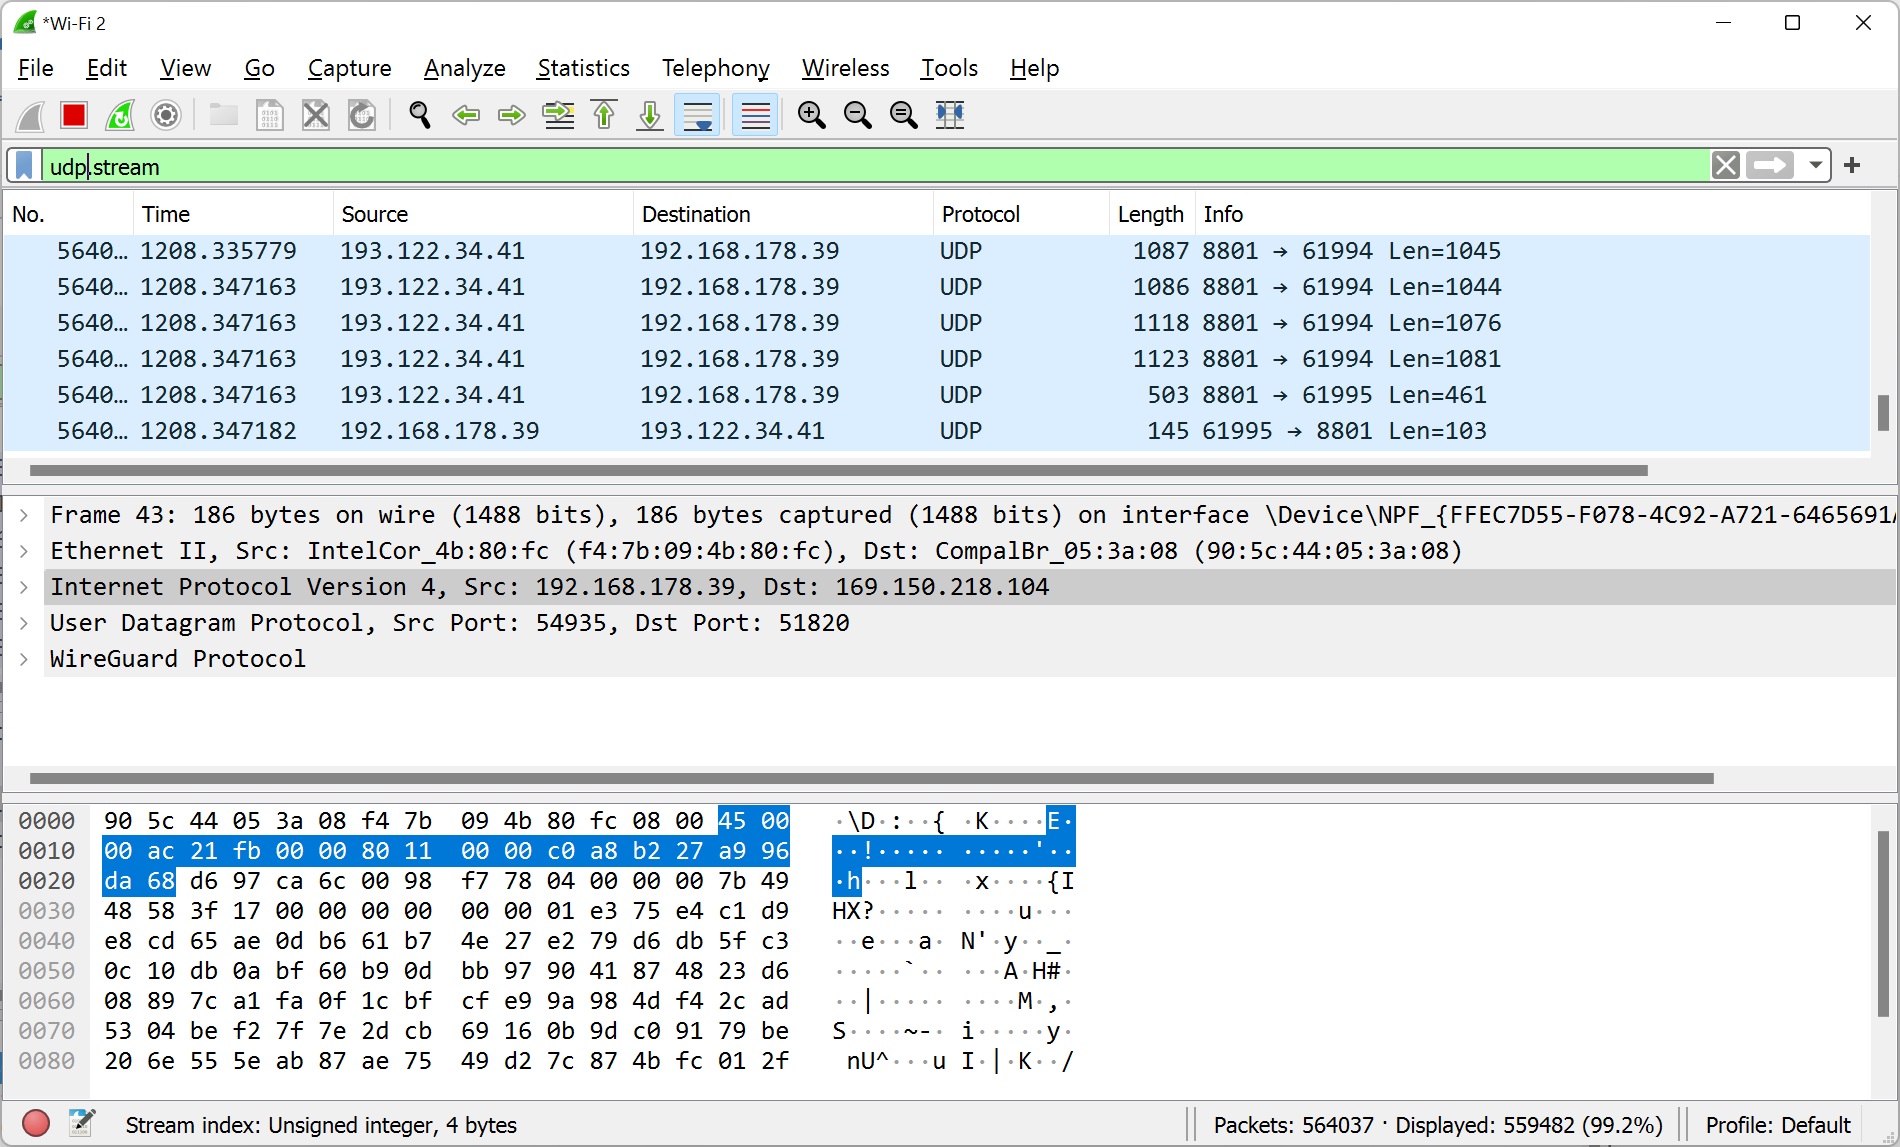 *Wi-Fi 2
File Edit View Go Capture Analyze Statistics Telephony Wireless Tools Help
udp.stream
No. Time Source Destination Protocol Length Info
5640… 1208.335779 193.122.34.41 192.168.178.39 UDP 1087 8801 → 61994 Len=1045
5640… 1208.347163 193.122.34.41 192.168.178.39 UDP 1086 8801 → 61994 Len=1044
5640… 1208.347163 193.122.34.41 192.168.178.39 UDP 1118 8801 → 61994 Len=1076
5640… 1208.347163 193.122.34.41 192.168.178.39 UDP 1123 8801 → 61994 Len=1081
5640… 1208.347163 193.122.34.41 192.168.178.39 UDP 503 8801 → 61995 Len=461
5640… 1208.347182 192.168.178.39 193.122.34.41 UDP 145 61995 → 8801 Len=103
Frame 43: 186 bytes on wire (1488 bits), 186 bytes captured (1488 bits) on interface \Device\NPF_{FFEC7D55-F078-4C92-A721-6465691A
Ethernet II, Src: IntelCor_4b:80:fc (f4:7b:09:4b:80:fc), Dst: CompalBr_05:3a:08 (90:5c:44:05:3a:08)
Internet Protocol Version 4, Src: 192.168.178.39, Dst: 169.150.218.104
User Datagram Protocol, Src Port: 54935, Dst Port: 51820
WireGuard Protocol
0000 90 5c 44 05 3a 08 f4 7b 09 4b 80 fc 08 00 45 00 ·\D·:··{ ·K····E·
0010 00 ac 21 fb 00 00 80 11 00 00 c0 a8 b2 27 a9 96 ··!····· ·····'··
0020 da 68 d6 97 ca 6c 00 98 f7 78 04 00 00 00 7b 49 ·h···l·· ·x····{I
0030 48 58 3f 17 00 00 00 00 00 00 01 e3 75 e4 c1 d9 HX?····· ····u···
0040 e8 cd 65 ae 0d b6 61 b7 4e 27 e2 79 d6 db 5f c3 ··e···a· N'·y··_·
0050 0c 10 db 0a bf 60 b9 0d bb 97 90 41 87 48 23 d6 ·····`·· ···A·H#·
0060 08 89 7c a1 fa 0f 1c bf cf e9 9a 98 4d f4 2c ad ··|····· ····M·,·
0070 53 04 be f2 7f 7e 2d cb 69 16 0b 9d c0 91 79 be S····~-· i·····y·
0080 20 6e 55 5e ab 87 ae 75 49 d2 7c 87 4b fc 01 2f nU^···u I·|·K··/
Stream index: Unsigned integer, 4 bytes Packets: 564037 · Displayed: 559482 (99.2%) Profile: Default